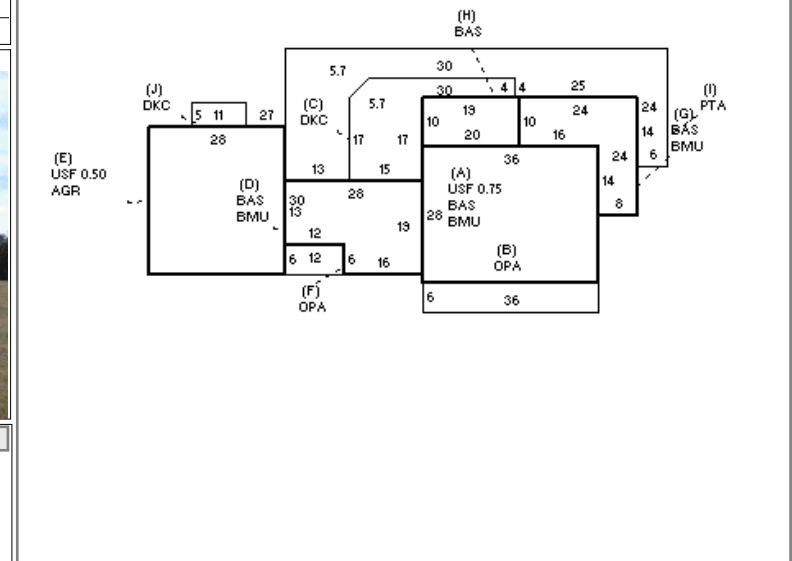 (H)
BAS
5.7
30
(J)
DKC
5 11 27
(C)
DKC
5.7
30
4 4
25
(I)
PTA
19
24
24
(G)
BAS
BMU
10
10
14
20
16
28
17 17
36
24
6
(E)
USF 0.50
AGR
13
15
(A)
USF 0.75
BAS
BMU
14
(D)
BAS
BMU
28
30
13
8
28
19
12
(B)
OPA
6 12 6 16
(F)
OPA
6
36